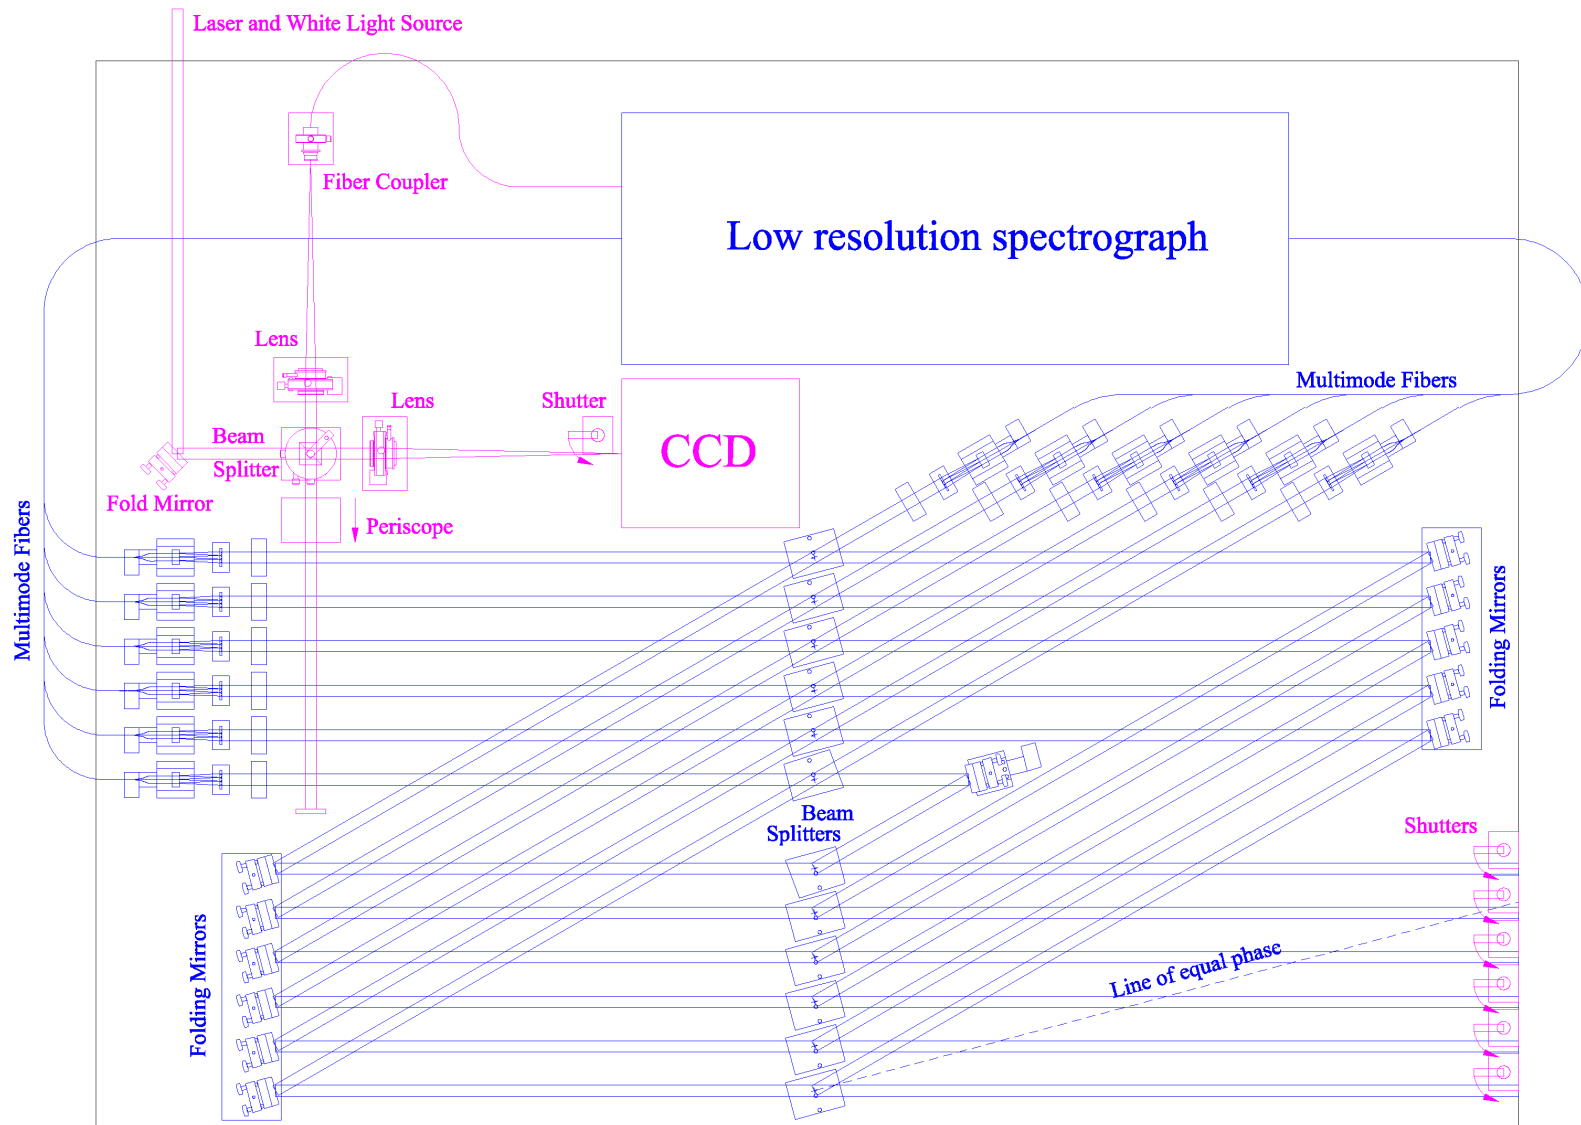 Laser and White Light Source
Fiber Coupler
Low resolution spectrograph
Lens
Multimode Fibers
Lens
Shutter
Beam
Splitter
CCD
Fold Mirror
Periscope
Multimode Fibers
Folding Mirrors
Beam
Splitters
Shutters
Folding Mirrors
Line of equal phase